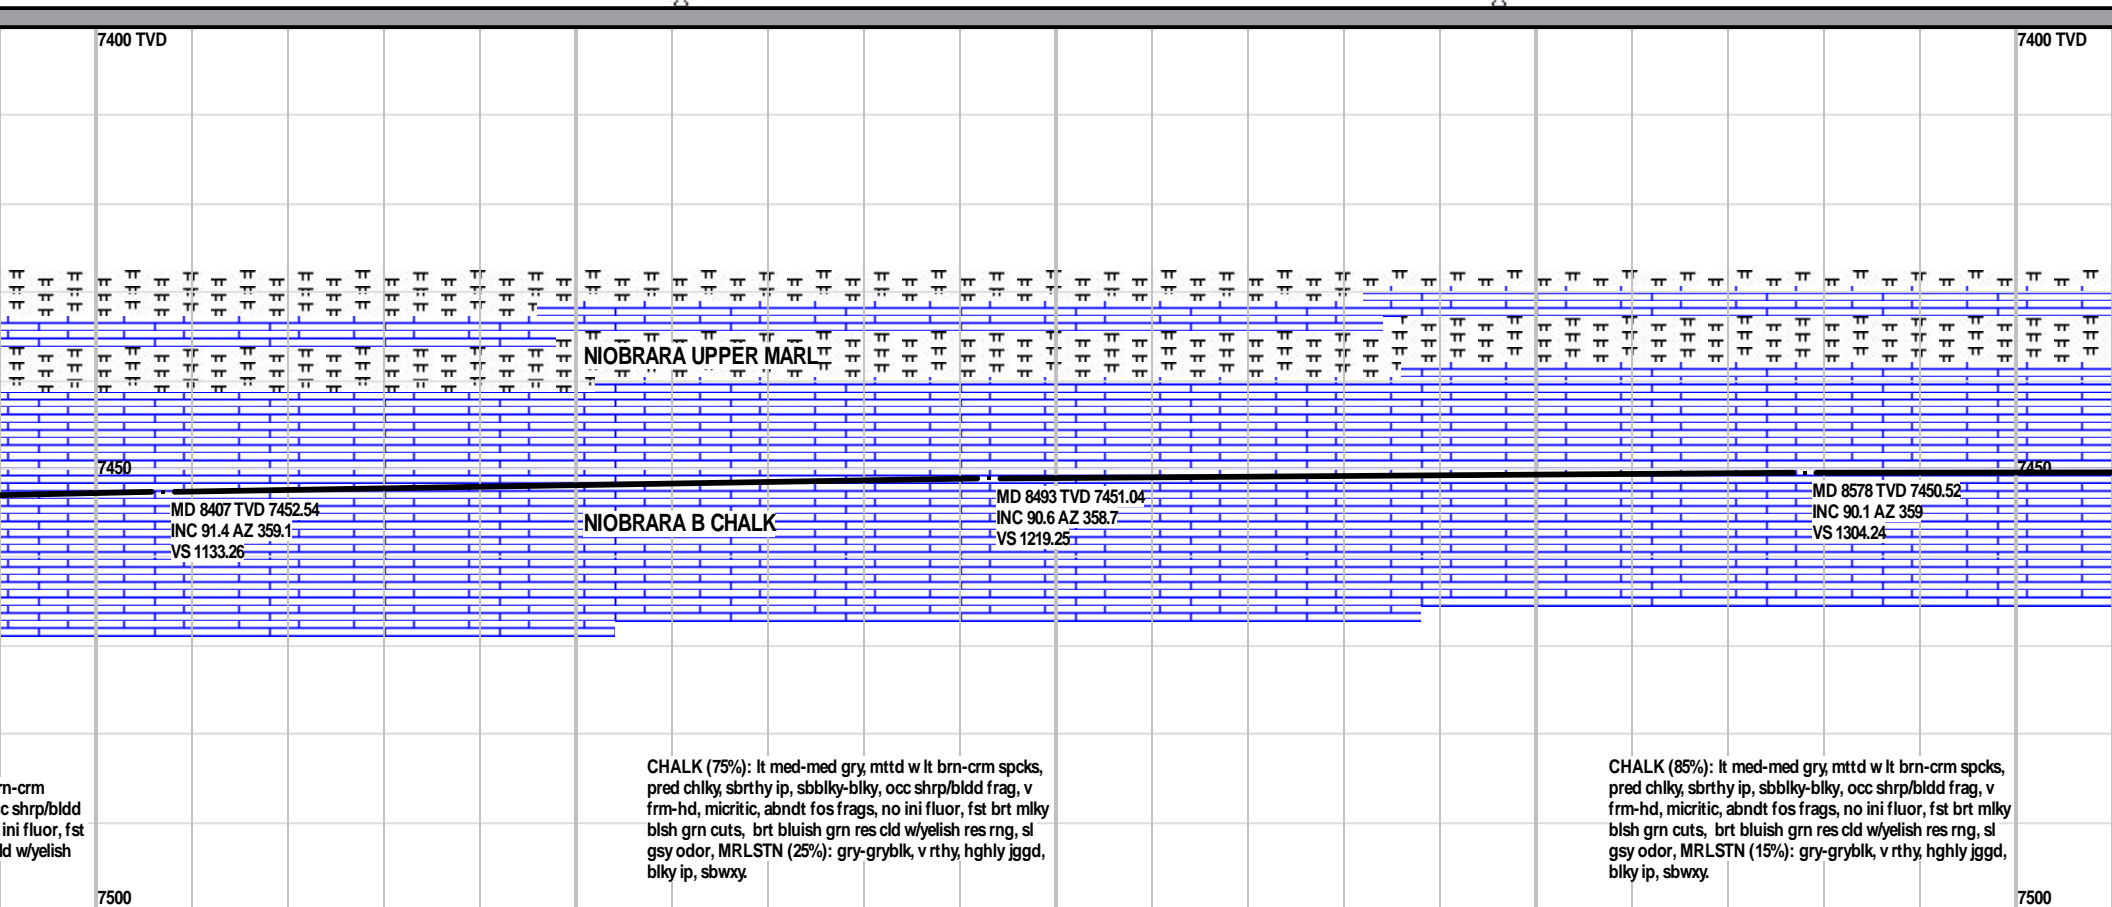 7400 TVD
7400 TVD
NIOBRARA UPPER MARL
7450
7450
MD 8407 TVD 7452.54
INC 91.4 AZ 359.1
VS 1133.26
NIOBRARA B CHALK
MD 8493 TVD 7451.04
INC 90.6 AZ 358.7
VS 1219.25
MD 8578 TVD 7450.52
INC 90.1 AZ 359
VS 1304.24
rn-crm
c shrp/bldd
ini fluor, fst
ld w/yelish
CHALK (75%): lt med-med gry, mttd w lt brn-crm spcks,
pred chlky, sbrthy ip, sbblky-blky, occ shrp/bldd frag, v
frm-hd, micritic, abndt fos frags, no ini fluor, fst brt mlky
blsh grn cuts, brt bluish grn res cld w/yelish res rng, sl
gsy odor, MRLSTN (25%): gry-gryblk, v rthy, hghly jggd,
blky ip, sbwxy.
CHALK (85%): lt med-med gry, mttd w lt brn-crm spcks,
pred chlky, sbrthy ip, sbblky-blky, occ shrp/bldd frag, v
frm-hd, micritic, abndt fos frags, no ini fluor, fst brt mlky
blsh grn cuts, brt bluish grn res cld w/yelish res rng, sl
gsy odor, MRLSTN (15%): gry-gryblk, v rthy, hghly jggd,
blky ip, sbwxy.
7500
7500